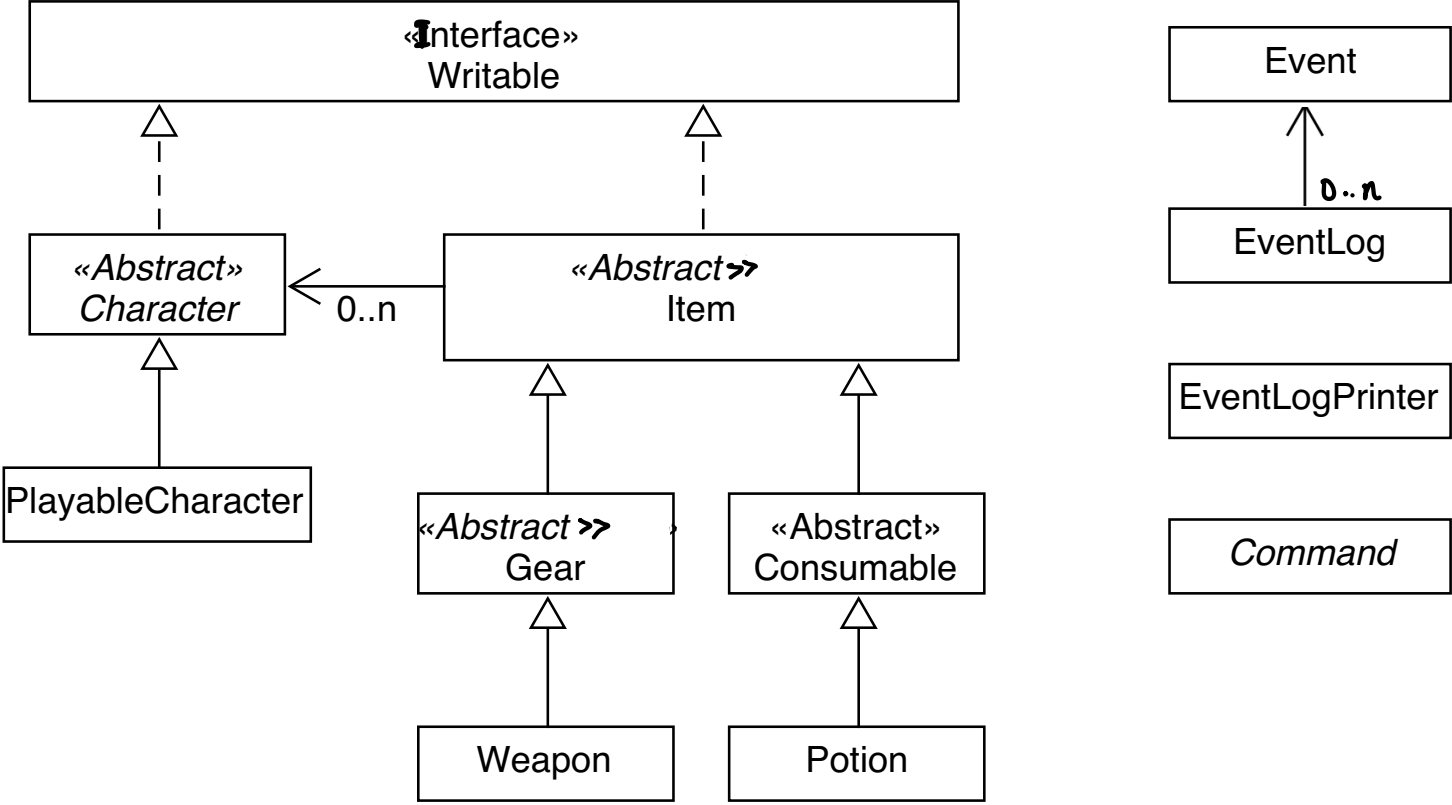 «Interface»
Writable
Event
0..n
EventLog
«Abstract»
Character
0..n
«Abstract»
Item
EventLogPrinter
PlayableCharacter
«Abstract»
Gear
«Abstract»
Consumable
Command
Weapon
Potion